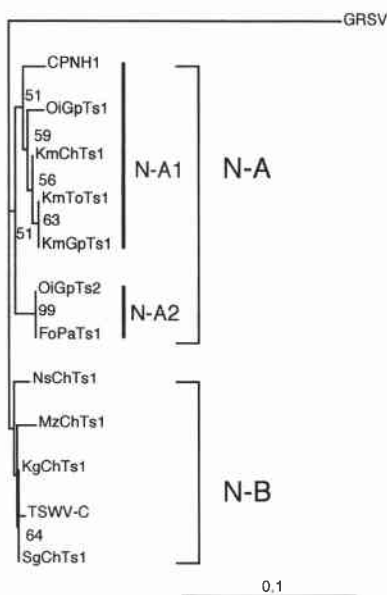 GRSV
CPNH1
51
OiGpTs1
59
KmChTs1
N-A1
N-A
56
KmToTs1
63
51
KmGpTs1
OiGpTs2
99
N-A2
FoPaTs1
NsChTs1
MzChTs1
KgChTs1
N-B
TSWV-C
64
SgChTs1
0,1